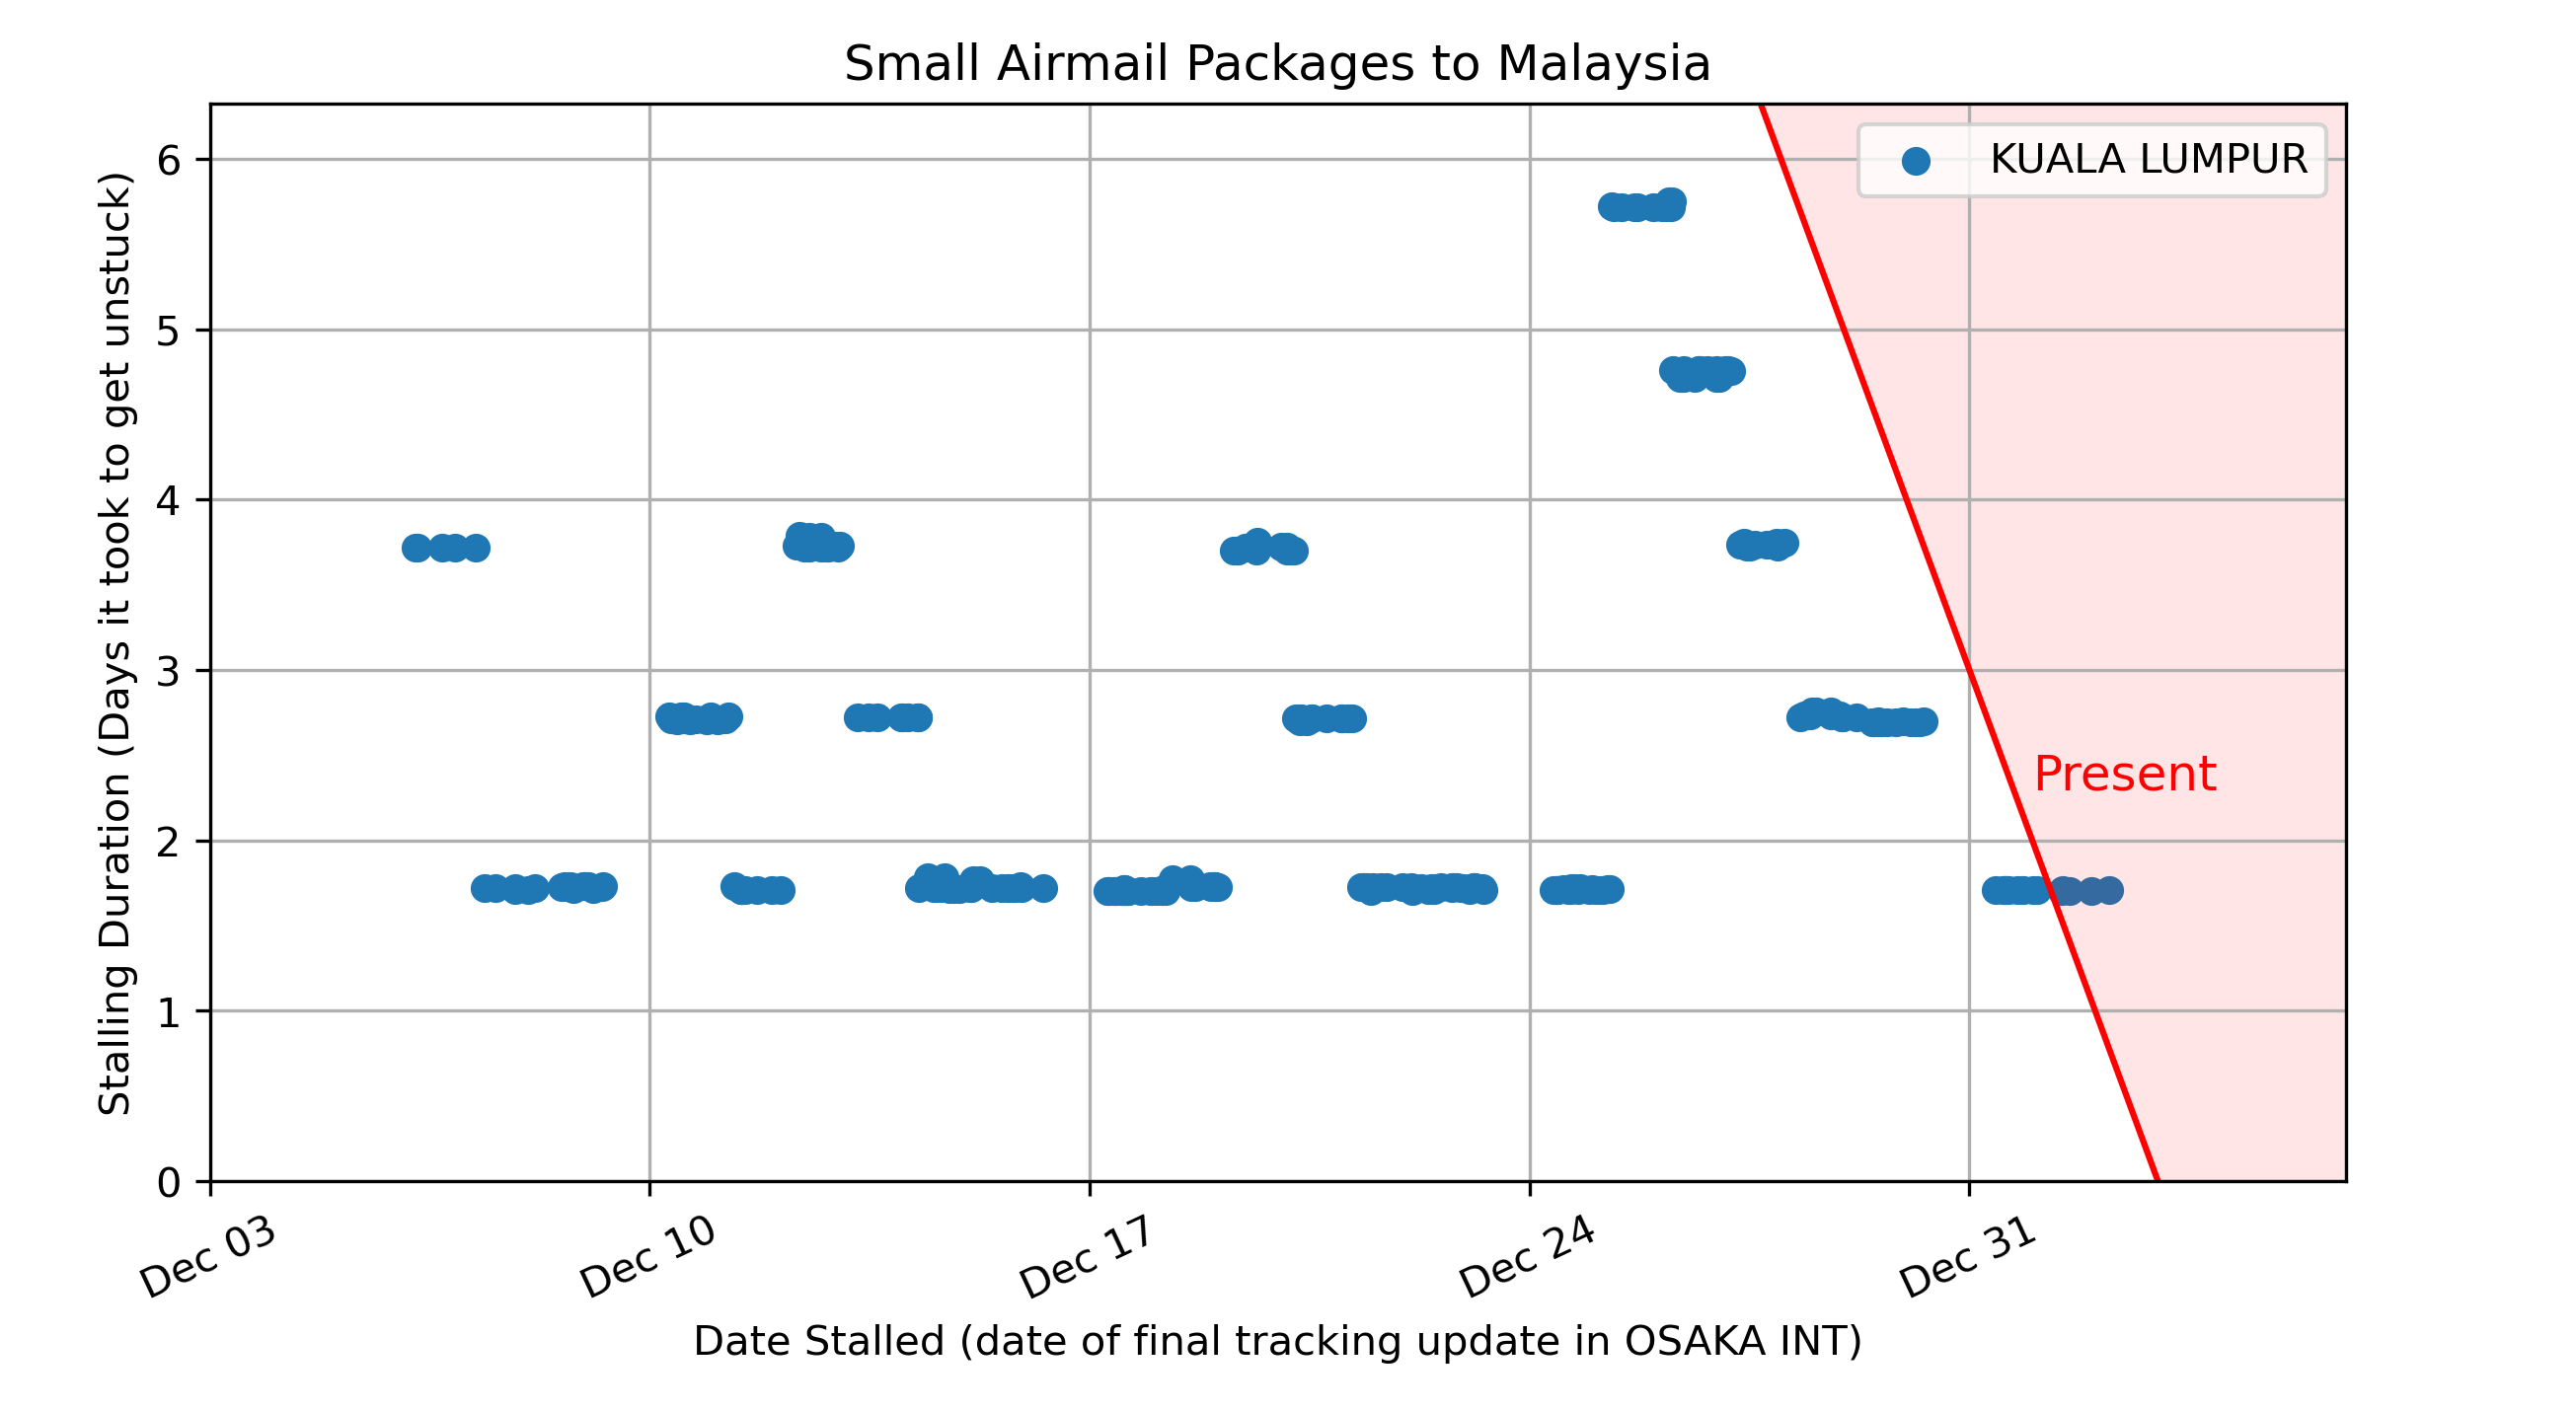 Small Airmail Packages to Malaysia
KUALA LUMPUR
Stalling Duration (Days it took to get unstuck)
6
5
4
3
2
1
0
Present
Dec 03
Dec 10
Dec 17
Dec 24
Dec 31
Date Stalled (date of final tracking update in OSAKA INT)